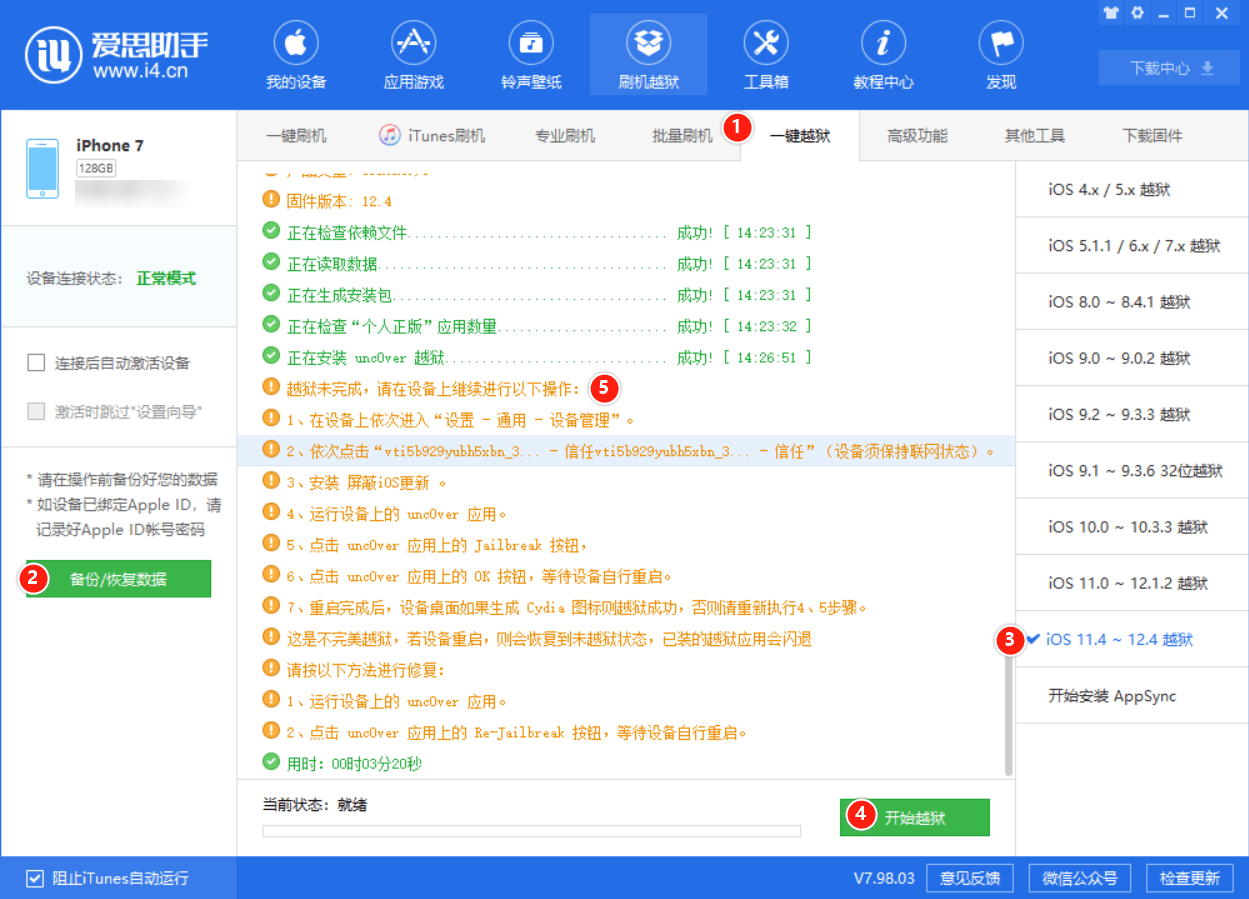 爱思助手
www.i4.cn
我的设备
应用游戏
铃声壁纸
刷机越狱
工具箱
教程中心
发现
下载中心
iPhone 7
128GB
设备连接状态： 正常模式
连接后自动激活设备
激活时跳过"设置向导"
* 请在操作前备份好您的数据
* 如设备已绑定Apple ID，请
记录好Apple ID帐号密码
2
备份/恢复数据
一键刷机
iTunes刷机
专业刷机
批量刷机
1
一键越狱
高级功能
其他工具
下载固件
固件版本: 12.4
正在检查依赖文件................................... 成功! [ 14:23:31 ]
正在读取数据....................................... 成功! [ 14:23:31 ]
正在生成安装包..................................... 成功! [ 14:23:31 ]
正在检查“个人正版”应用数量....................... 成功! [ 14:23:32 ]
正在安装 unc0ver 越狱.............................. 成功! [ 14:26:51 ]
越狱未完成，请在设备上继续进行以下操作: 5
1、在设备上依次进入“设置 - 通用 - 设备管理”。
2、依次点击“vti5b929yubh5xbn_3... - 信任vti5b929yubh5xbn_3... - 信任”（设备须保持联网状态）。
3、安装 屏蔽iOS更新 。
4、运行设备上的 unc0ver 应用。
5、点击 unc0ver 应用上的 Jailbreak 按钮，
6、点击 unc0ver 应用上的 OK 按钮，等待设备自行重启。
7、重启完成后，设备桌面如果生成 Cydia 图标则越狱成功，否则请重新执行4、5步骤。
这是不完美越狱，若设备重启，则会恢复到未越狱状态，已装的越狱应用会闪退
请按以下方法进行修复:
1、运行设备上的 unc0ver 应用。
2、点击 unc0ver 应用上的 Re-Jailbreak 按钮，等待设备自行重启。
用时: 00时03分20秒
当前状态: 就绪
4
开始越狱
iOS 4.x / 5.x 越狱
iOS 5.1.1 / 6.x / 7.x 越狱
iOS 8.0 ~ 8.4.1 越狱
iOS 9.0 ~ 9.0.2 越狱
iOS 9.2 ~ 9.3.3 越狱
iOS 9.1 ~ 9.3.6 32位越狱
iOS 10.0 ~ 10.3.3 越狱
iOS 11.0 ~ 12.1.2 越狱
3
iOS 11.4 ~ 12.4 越狱
开始安装 AppSync
阻止iTunes自动运行
V7.98.03
意见反馈
微信公众号
检查更新